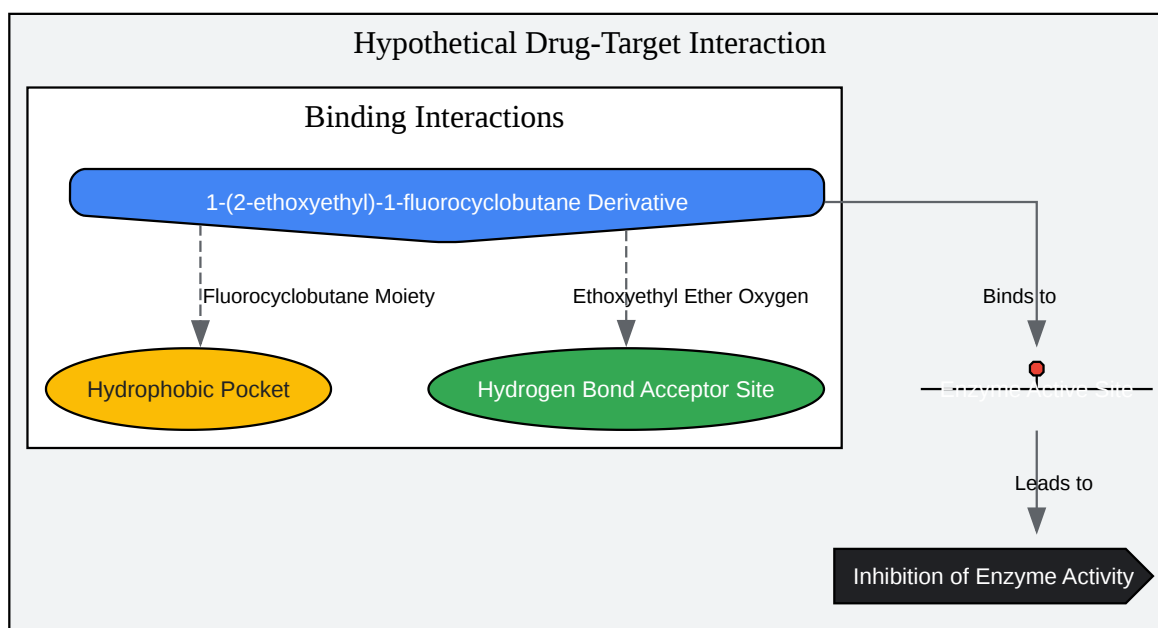 Hypothetical Drug-Target Interaction
Binding Interactions
1-(2-ethoxyethyl)-1-fluorocyclobutane Derivative
Fluorocyclobutane Moiety
Ethoxyethyl Ether Oxygen
Binds to
Hydrophobic Pocket
Hydrogen Bond Acceptor Site
Enzyme Active Site
Leads to
Inhibition of Enzyme Activity